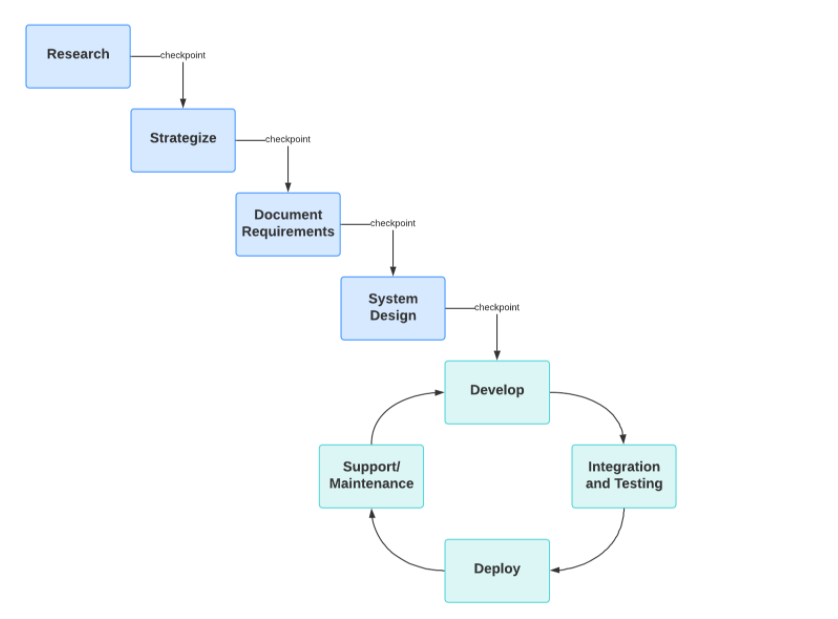 Research
checkpoint
Strategize
checkpoint
Document
Requirements
checkpoint
System
Design
checkpoint
Develop
Support/
Maintenance
Integration
and Testing
Deploy